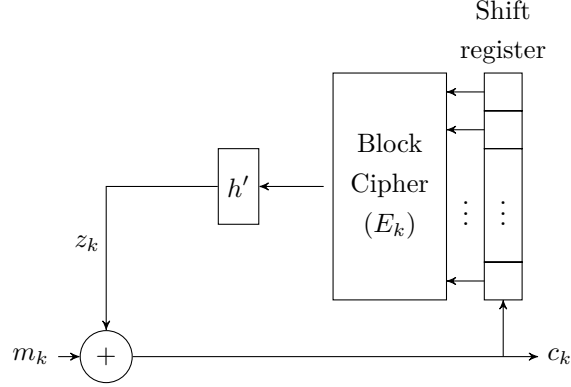 Shift
register
Block
Cipher
$(E_k)$
⋮ ⋮
$h'$
$z_k$
$m_k$ + $c_k$